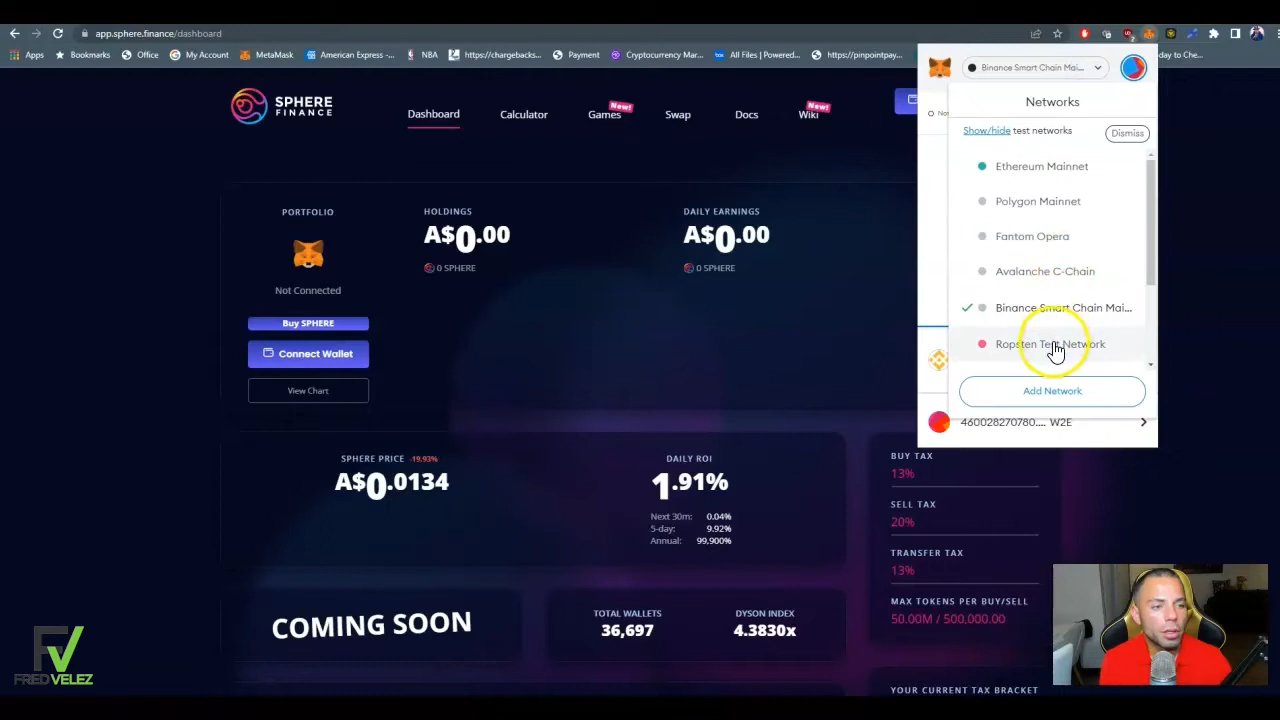 app.sphere.finance/dashboard
Apps
Bookmarks
Office
My Account
MetaMask
American Express -...
NBA
https://chargebacks...
Payment
Cryptocurrency Mar...
All Files | Powered...
https://pinpointpay...
day to Che...
Binance Smart Chain Mai...
Networks
Show/hide test networks
Dismiss
Ethereum Mainnet
Polygon Mainnet
Fantom Opera
Avalanche C-Chain
Binance Smart Chain Mai...
Ropsten Test Network
Add Network
460028270780.... W2E
SPHERE
FINANCE
Dashboard
Calculator
Games
New!
Swap
Docs
Wiki
New!
PORTFOLIO
Not Connected
Buy SPHERE
Connect Wallet
View Chart
HOLDINGS
A$0.00
0 SPHERE
DAILY EARNINGS
A$0.00
0 SPHERE
SPHERE PRICE -19.93%
A$0.0134
DAILY ROI
1.91%
Next 30m: 0.04%
5-day: 9.92%
Annual: 99,900%
BUY TAX
13%
SELL TAX
20%
TRANSFER TAX
13%
MAX TOKENS PER BUY/SELL
50.00M / 500,000.00
COMING SOON
TOTAL WALLETS
36,697
DYSON INDEX
4.3830x
YOUR CURRENT TAX BRACKET
FV
FREDVELEZ